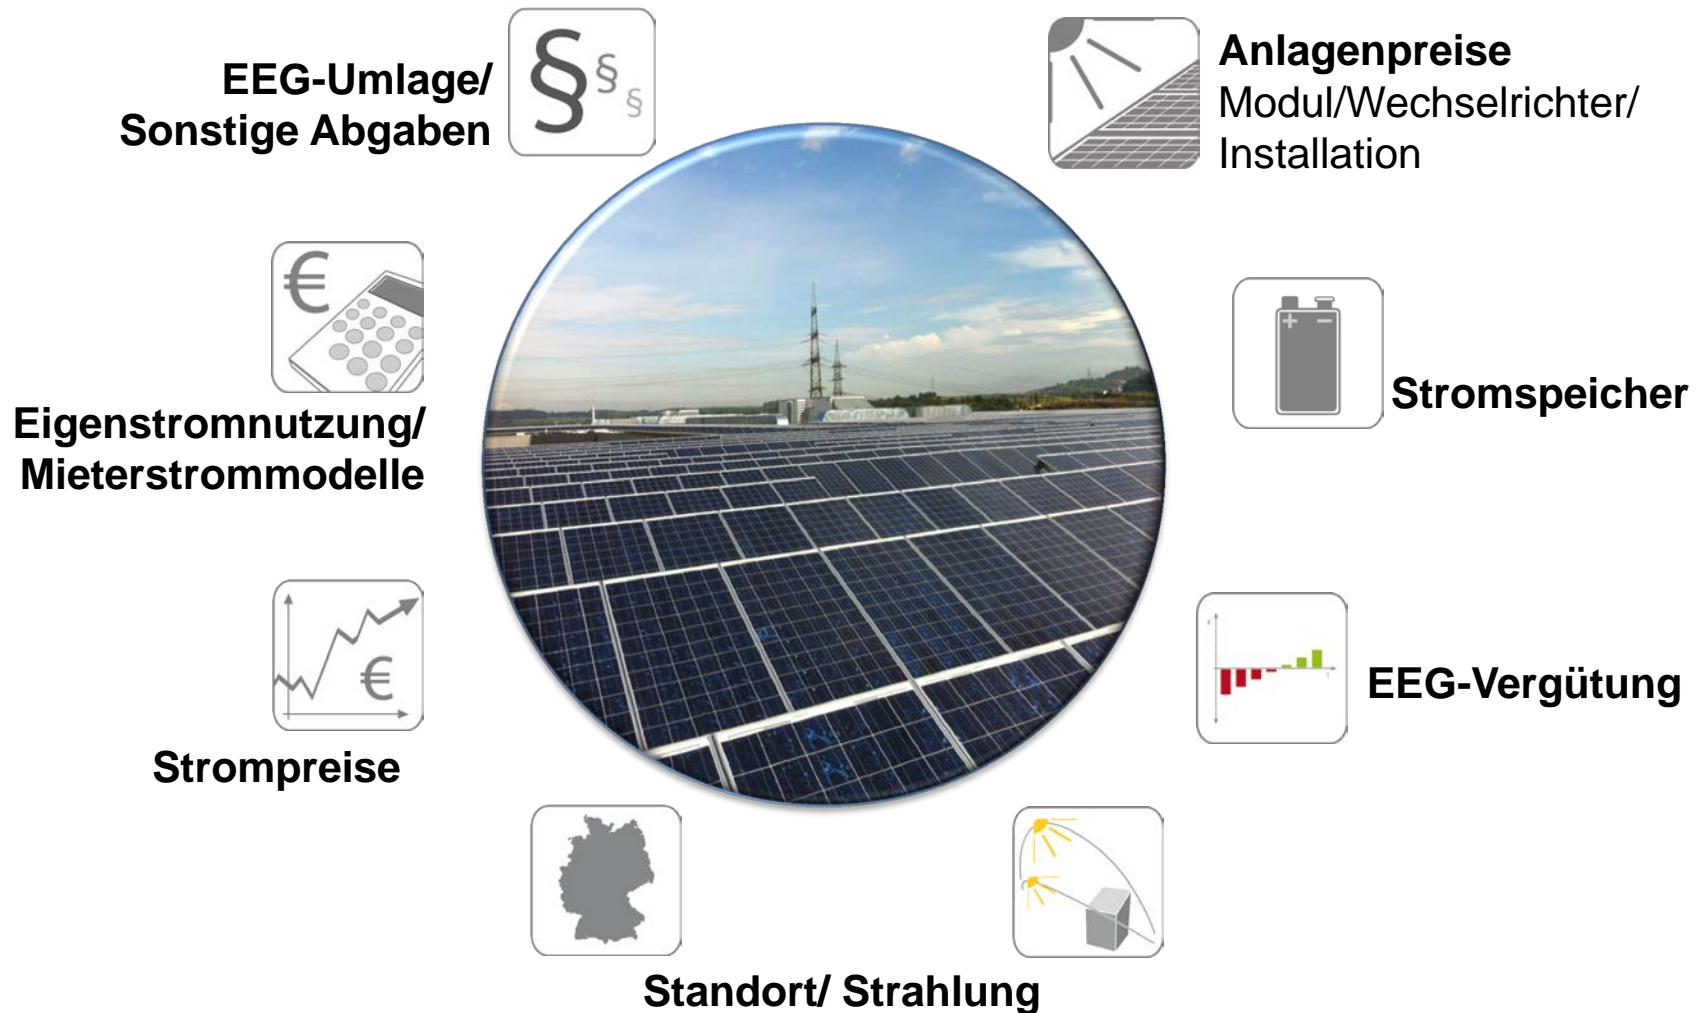 EEG-Umlage/
Sonstige Abgaben
§ § §
Anlagenpreise
Modul/Wechselrichter/
Installation
€
Eigenstromnutzung/
Mieterstrommodelle
+ −
Stromspeicher
€
Strompreise
EEG-Vergütung
Standort/ Strahlung